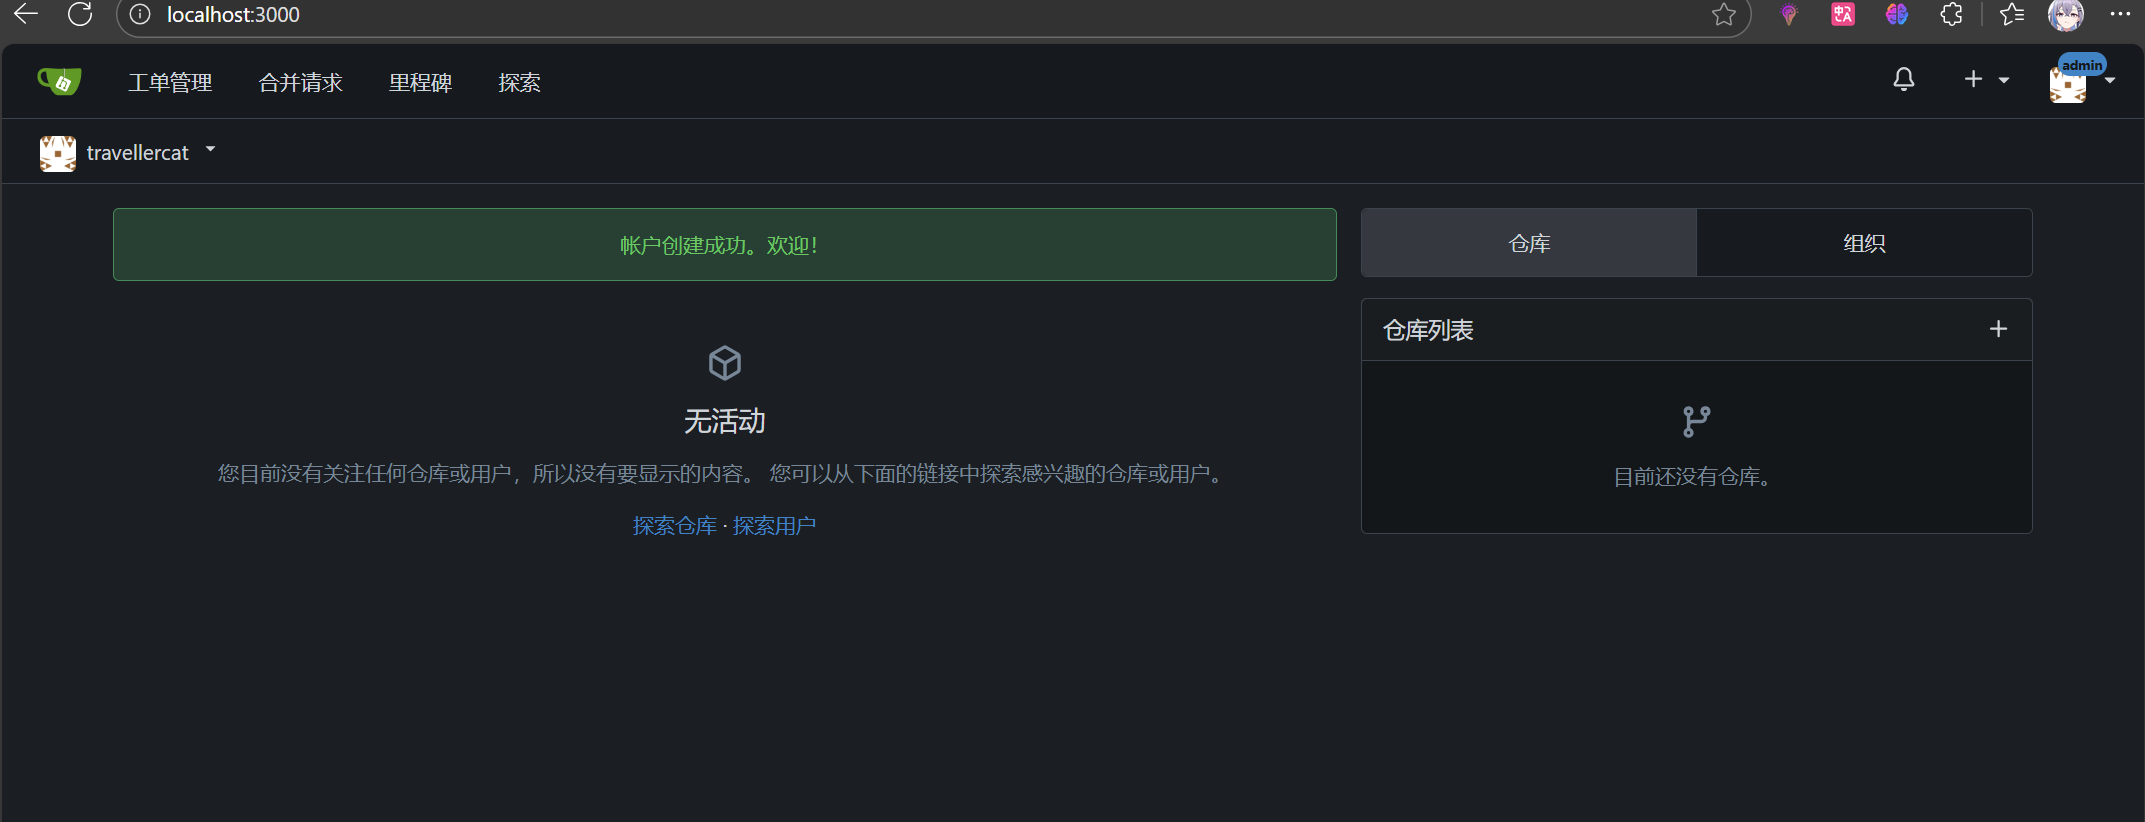 localhost:3000
工单管理 合并请求 里程碑 探索
admin
travellercat
帐户创建成功。欢迎！
仓库 组织
仓库列表
无活动
您目前没有关注任何仓库或用户，所以没有要显示的内容。 您可以从下面的链接中探索感兴趣的仓库或用户。
探索仓库 · 探索用户
目前还没有仓库。